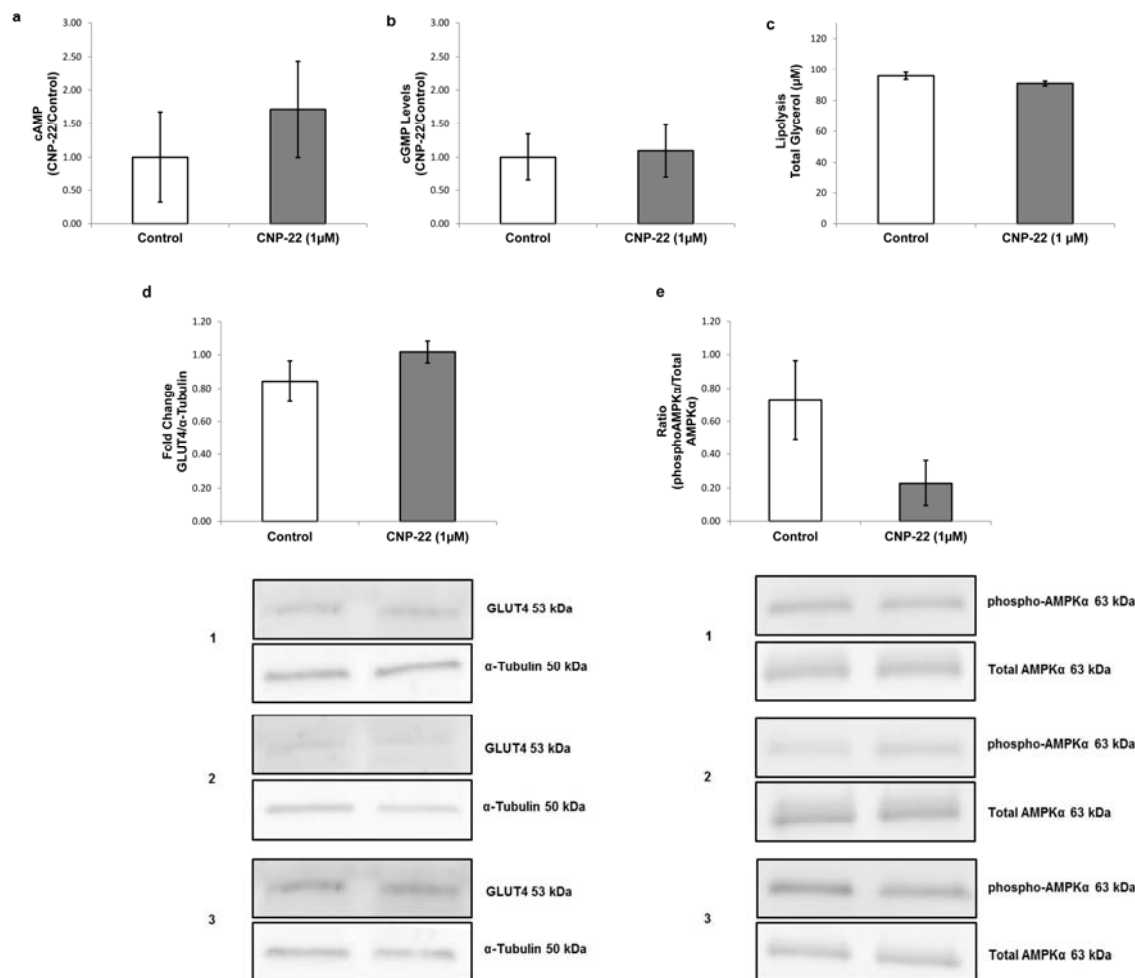 a
cAMP
(CNP-22/Control)
3.00
2.50
2.00
1.50
1.00
0.50
0.00
Control
CNP-22 (1µM)
b
cGMP Levels
(CNP-22/Control)
3.00
2.50
2.00
1.50
1.00
0.50
0.00
Control
CNP-22 (1µM)
c
Lipolysis
Total Glycerol (µM)
120
100
80
60
40
20
0
Control
CNP-22 (1 µM)
d
Fold Change
GLUT4/α-Tubulin
1.20
1.00
0.80
0.60
0.40
0.20
0.00
Control
CNP-22 (1µM)
e
Ratio
(phosphoAMPKα/Total
AMPKα)
1.20
1.00
0.80
0.60
0.40
0.20
0.00
Control
CNP-22 (1µM)
1
GLUT4 53 kDa
α-Tubulin 50 kDa
2
GLUT4 53 kDa
α-Tubulin 50 kDa
3
GLUT4 53 kDa
α-Tubulin 50 kDa
1
phospho-AMPKα 63 kDa
Total AMPKα 63 kDa
2
phospho-AMPKα 63 kDa
Total AMPKα 63 kDa
3
phospho-AMPKα 63 kDa
Total AMPKα 63 kDa